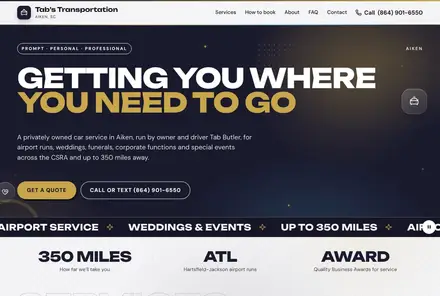 Tab's Transportation
AIKEN, SC
Services How to book About FAQ Contact Call (864) 901-6550
PROMPT · PERSONAL · PROFESSIONAL
AIKEN
GETTING YOU WHERE
YOU NEED TO GO
A privately owned car service in Aiken, run by owner and driver Tab Butler, for
airport runs, weddings, funerals, corporate functions and special events
across the CSRA and up to 350 miles away.
GET A QUOTE CALL OR TEXT (864) 901-6550
AIRPORT SERVICE WEDDINGS & EVENTS UP TO 350 MILES
350 MILES ATL AWARD
How far we'll take you Hartsfield-Jackson airport runs Quality Business Awards for service